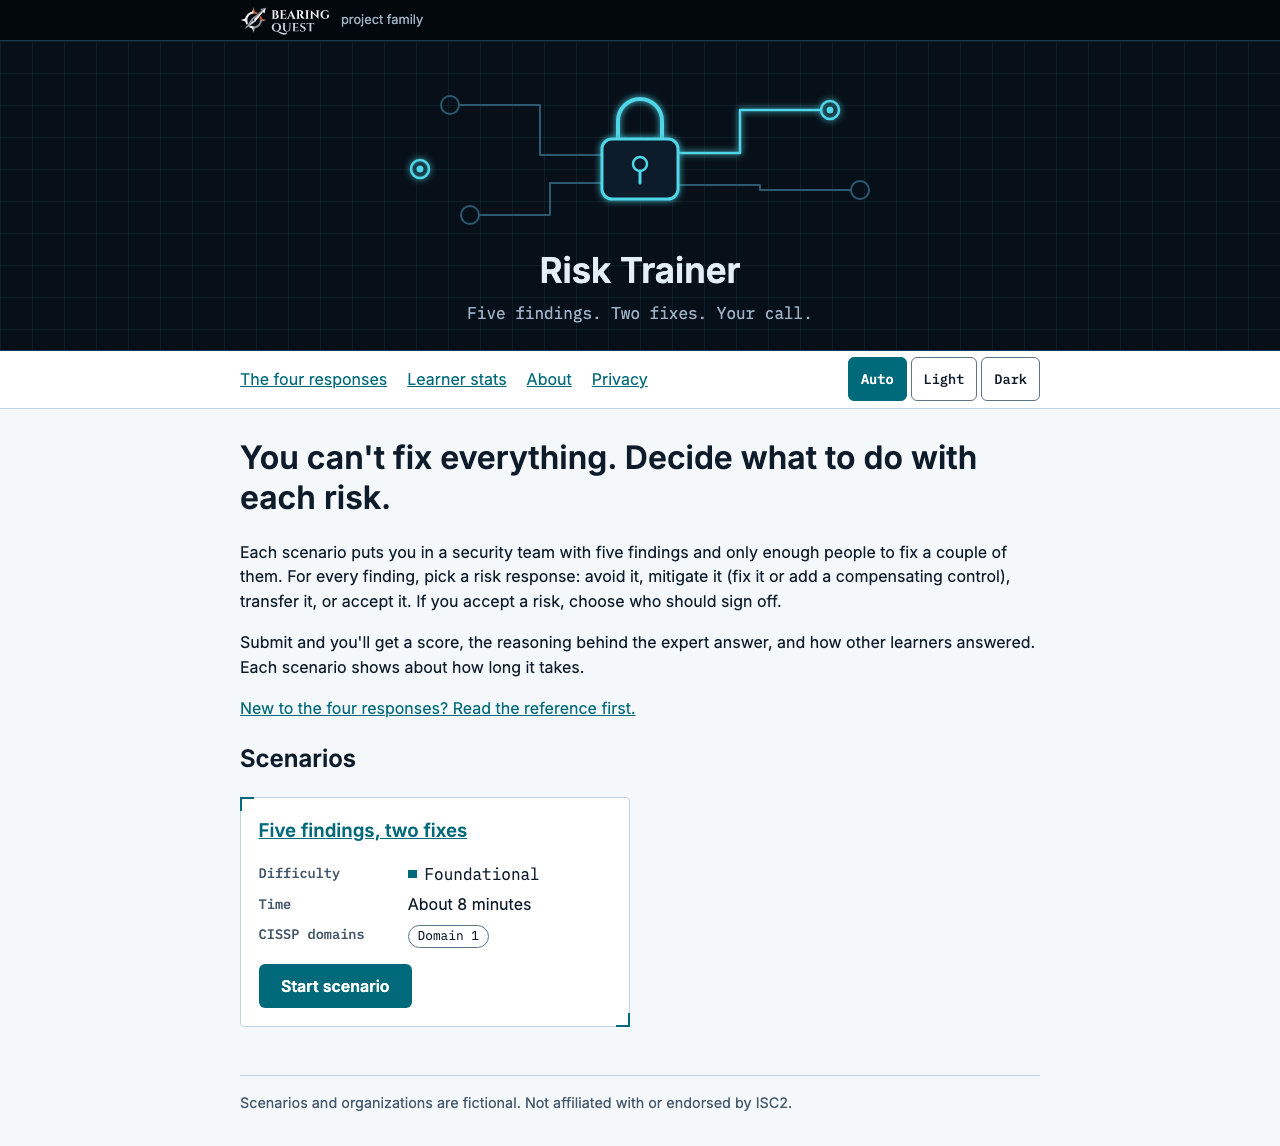 BEARING
QUEST
project family
Risk Trainer
Five findings. Two fixes. Your call.
The four responses Learner stats About Privacy Auto Light Dark
You can't fix everything. Decide what to do with
each risk.
Each scenario puts you in a security team with five findings and only enough people to fix a couple of
them. For every finding, pick a risk response: avoid it, mitigate it (fix it or add a compensating control),
transfer it, or accept it. If you accept a risk, choose who should sign off.
Submit and you'll get a score, the reasoning behind the expert answer, and how other learners answered.
Each scenario shows about how long it takes.
New to the four responses? Read the reference first.
Scenarios
Five findings, two fixes
Difficulty Foundational
Time About 8 minutes
CISSP domains Domain 1
Start scenario
Scenarios and organizations are fictional. Not affiliated with or endorsed by ISC2.